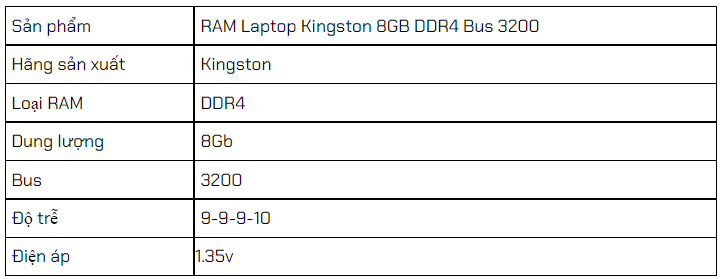 Sản phẩm RAM Laptop Kingston 8GB DDR4 Bus 3200
Hãng sản xuất Kingston
Loại RAM DDR4
Dung lượng 8Gb
Bus 3200
Độ trễ 9-9-9-10
Điện áp 1.35v